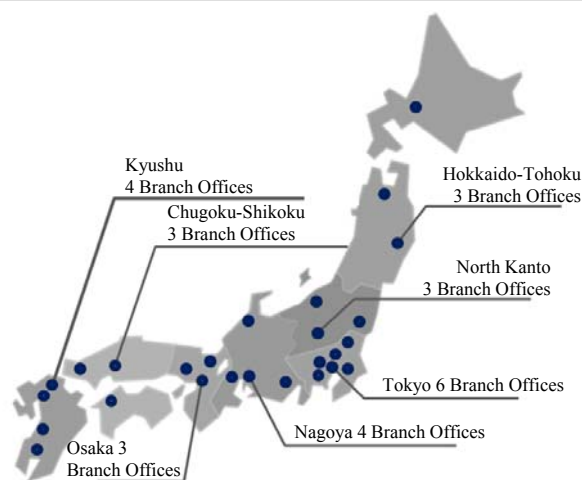 Kyushu
4 Branch Offices
Chugoku-Shikoku
3 Branch Offices
Hokkaido-Tohoku
3 Branch Offices
North Kanto
3 Branch Offices
Tokyo 6 Branch Offices
Nagoya 4 Branch Offices
Osaka 3
Branch Offices